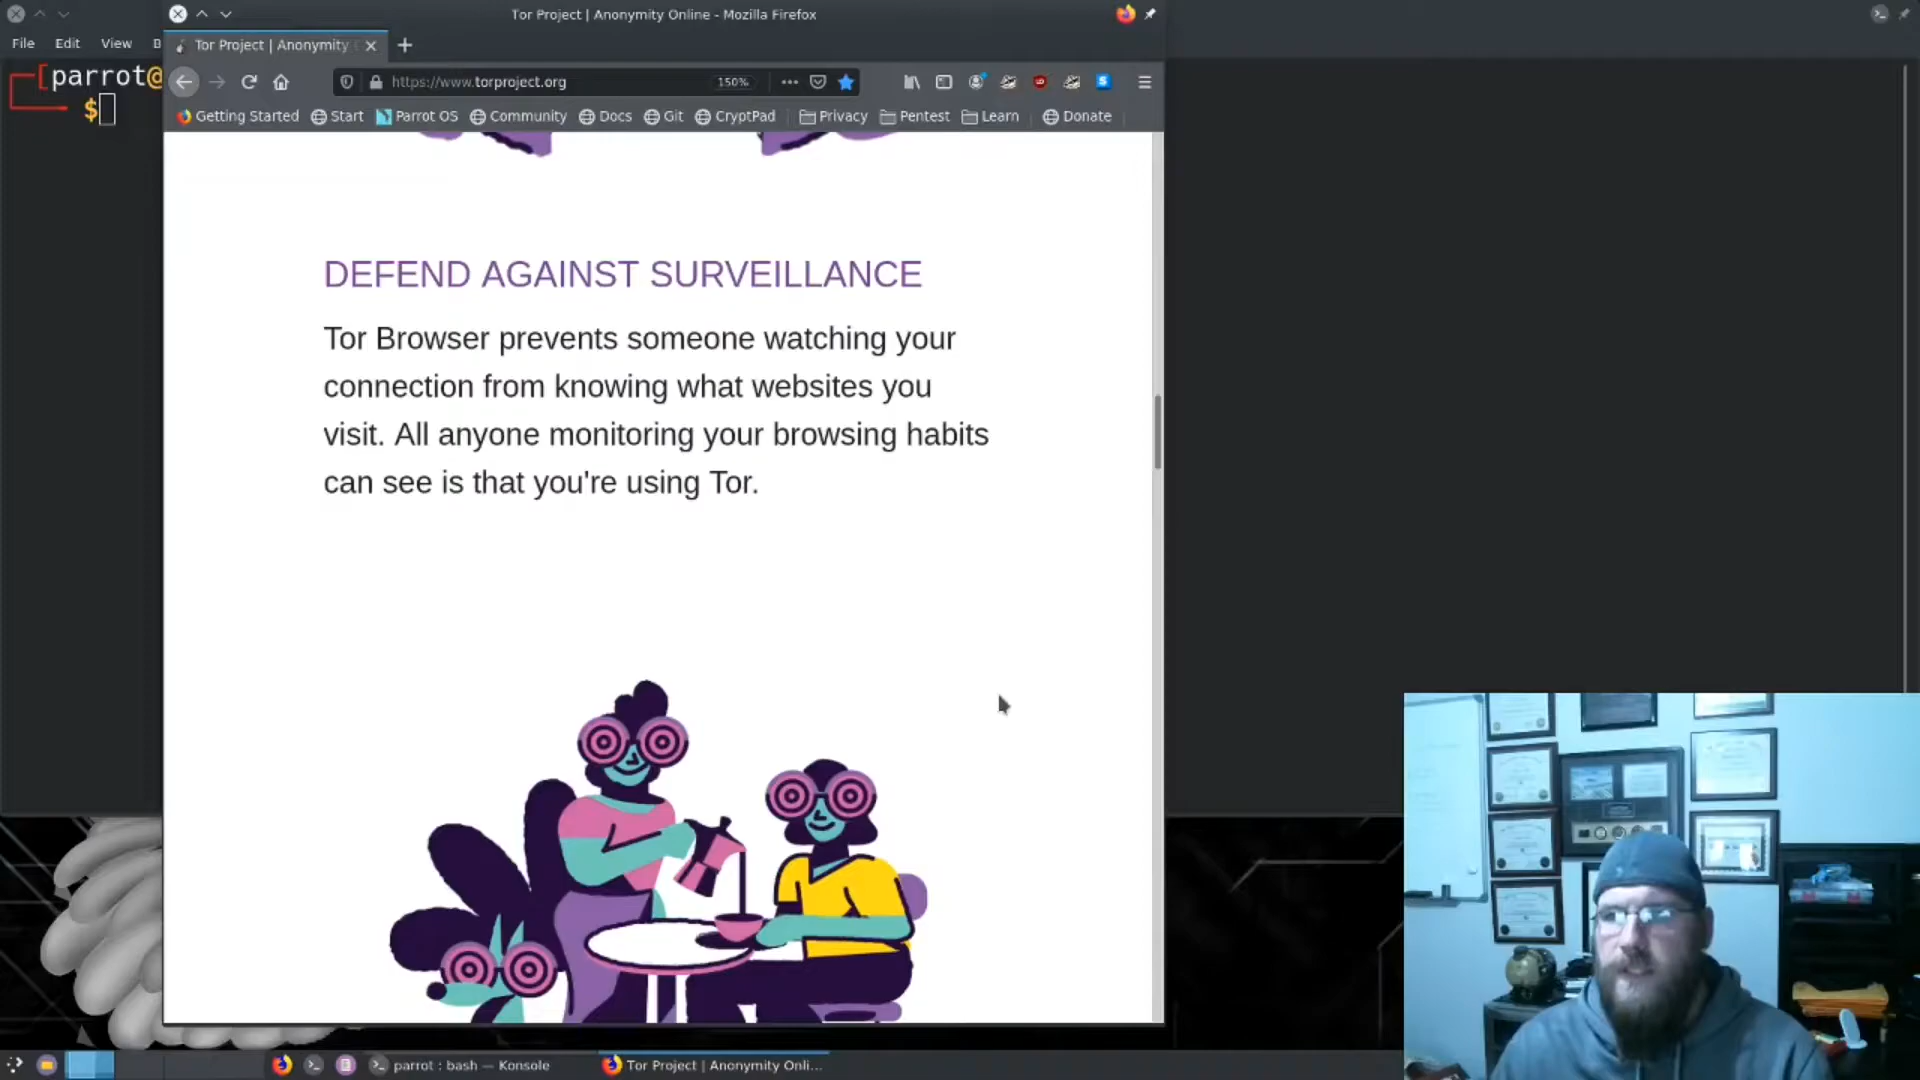 Tor Project | Anonymity Online - Mozilla Firefox
File Edit View
Tor Project | Anonymity
https://www.torproject.org
150%
Getting Started Start Parrot OS Community Docs Git CryptPad Privacy Pentest Learn Donate
[parrot@
$
DEFEND AGAINST SURVEILLANCE
Tor Browser prevents someone watching your
connection from knowing what websites you
visit. All anyone monitoring your browsing habits
can see is that you're using Tor.
parrot : bash — Konsole
Tor Project | Anonymity Onli...